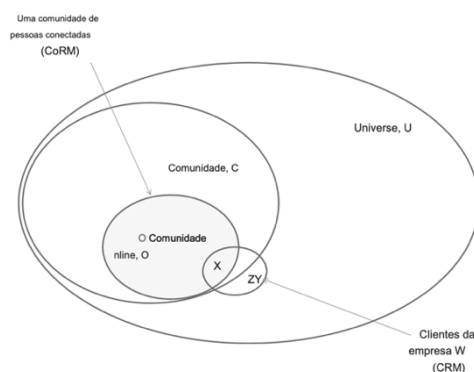 Uma comunidade de
pessoas conectadas
(CoRM)
Universe, U
Comunidade, C
O Comunidade
nline, O
X
ZY
Clientes da
empresa W
(CRM)